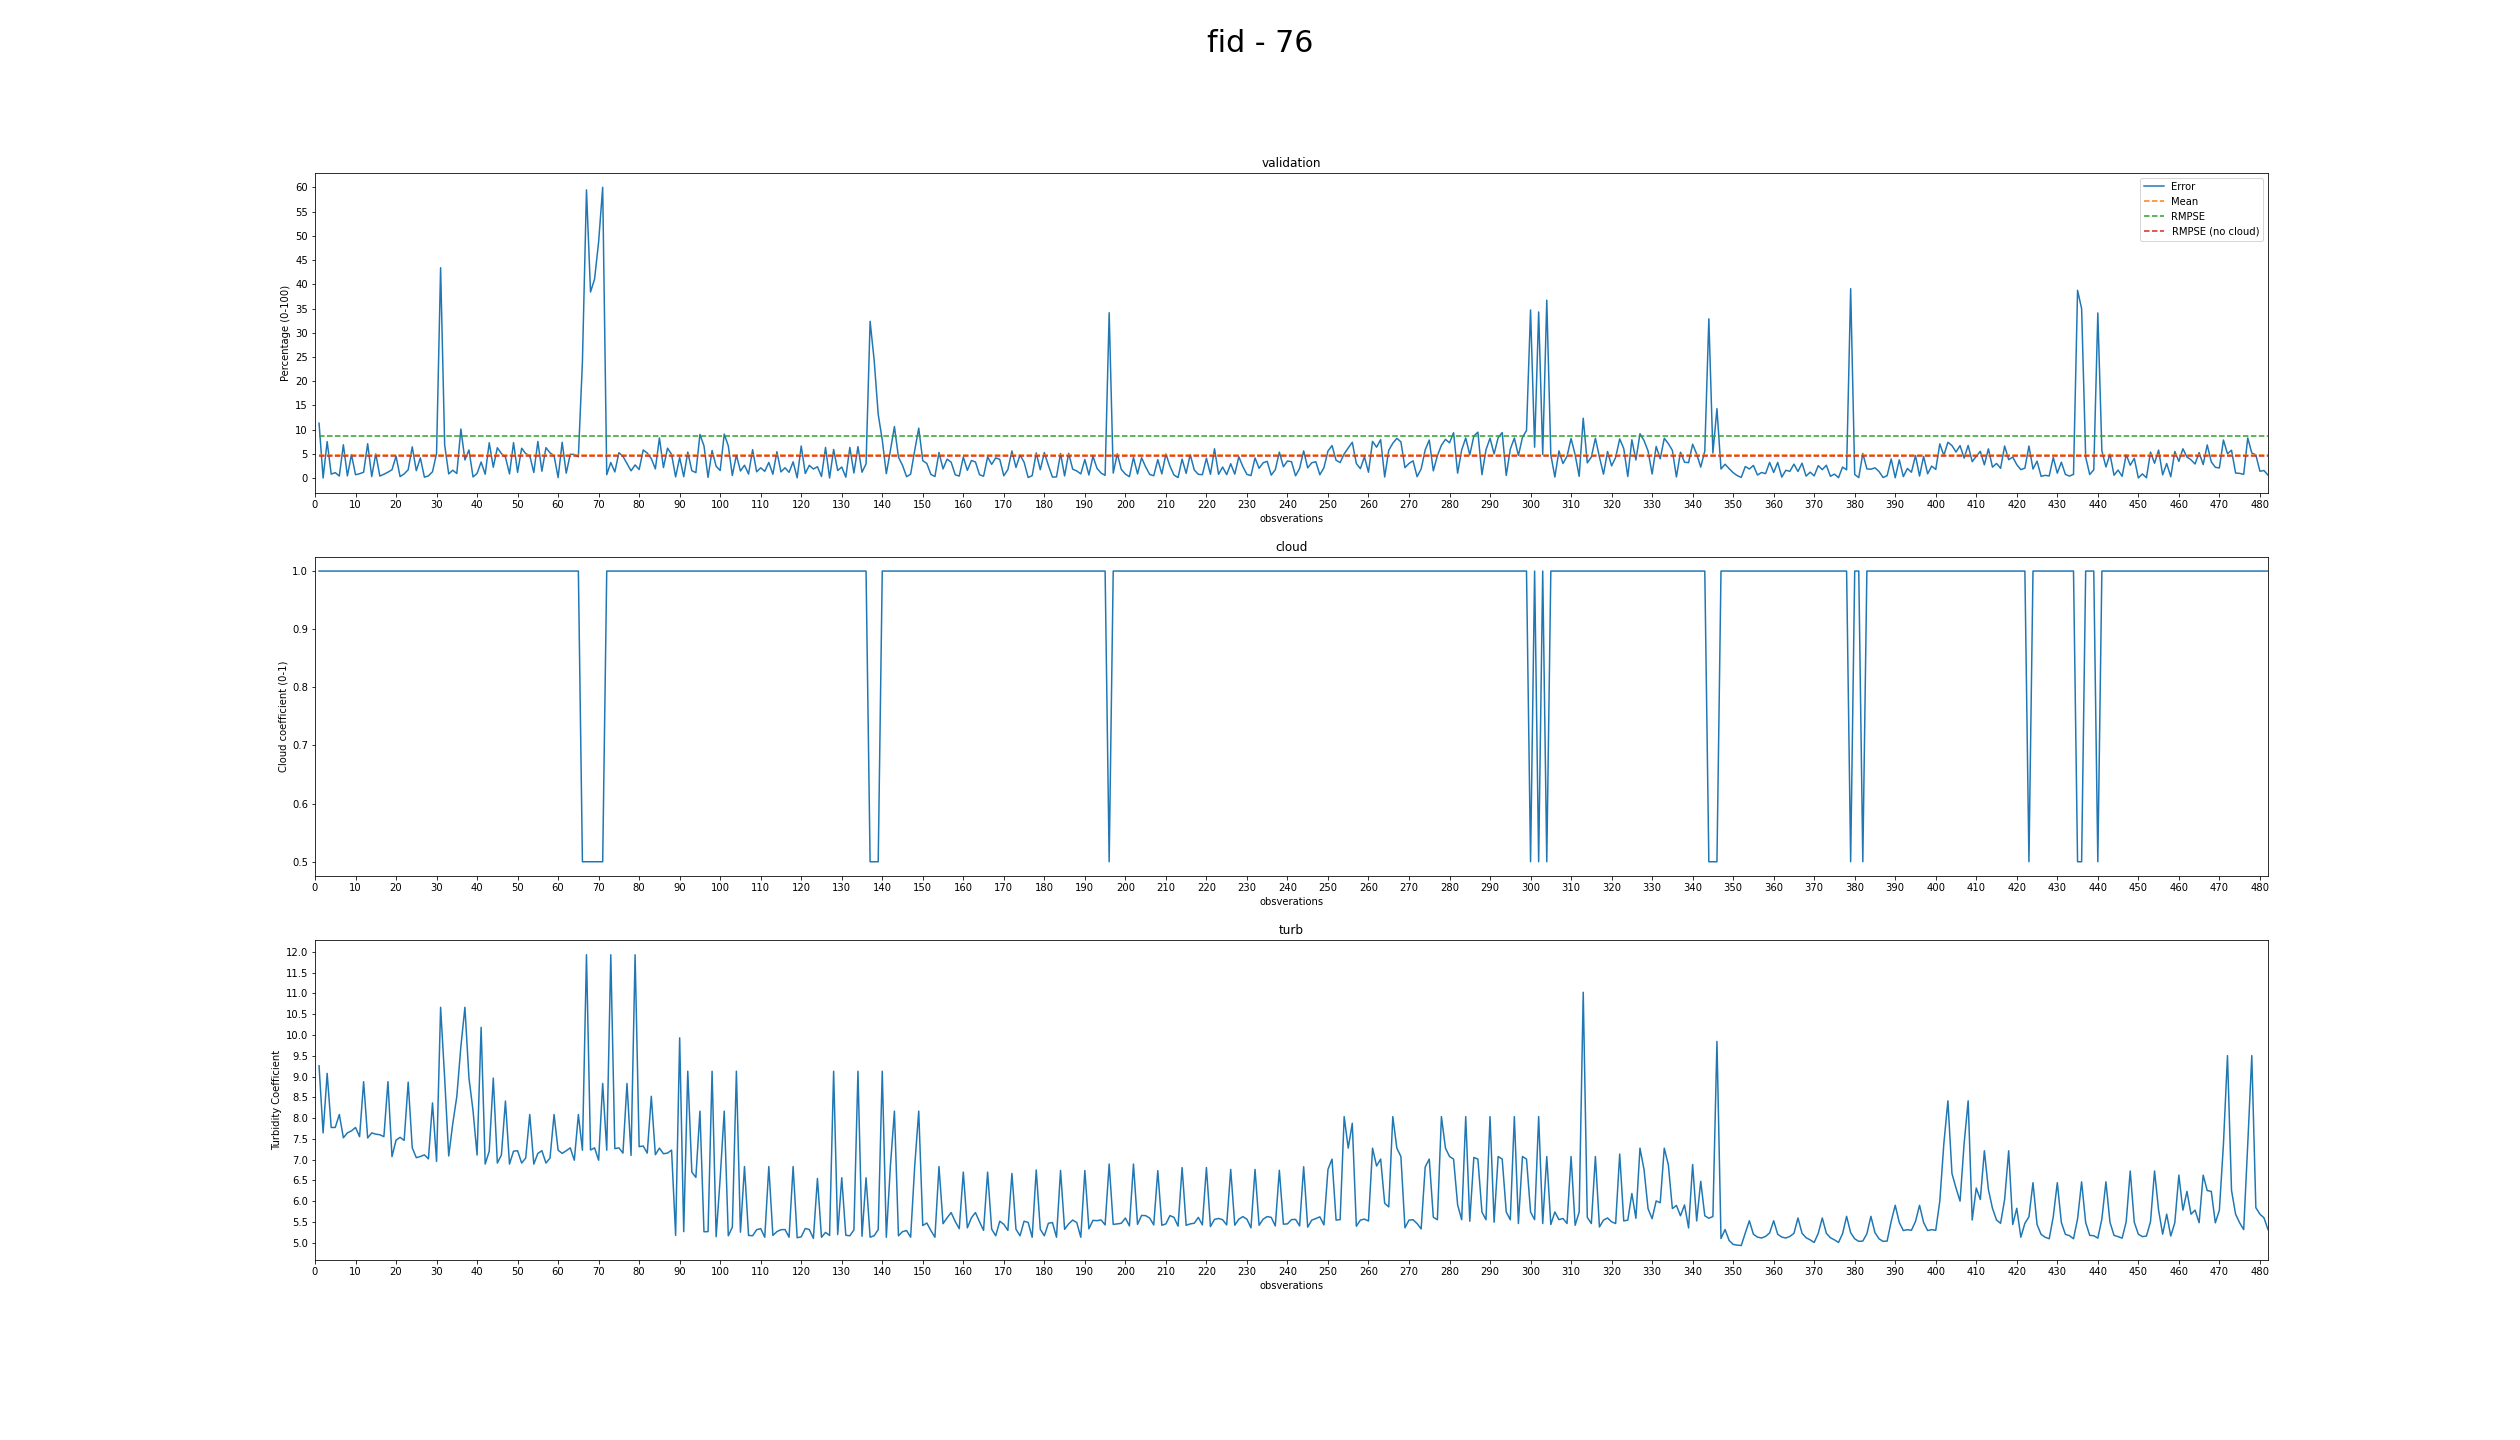 fid - 76
validation
60
55
50
45
40
35
30
25
20
15
10
5
0
Percentage (0-100)
Error
Mean
RMPSE
RMPSE (no cloud)
0 10 20 30 40 50 60 70 80 90 100 110 120 130 140 150 160 170 180 190 200 210 220 230 240 250 260 270 280 290 300 310 320 330 340 350 360 370 380 390 400 410 420 430 440 450 460 470 480
obsverations
cloud
1.0
0.9
0.8
0.7
0.6
0.5
Cloud coefficient (0-1)
0 10 20 30 40 50 60 70 80 90 100 110 120 130 140 150 160 170 180 190 200 210 220 230 240 250 260 270 280 290 300 310 320 330 340 350 360 370 380 390 400 410 420 430 440 450 460 470 480
obsverations
turb
12.0
11.5
11.0
10.5
10.0
9.5
9.0
8.5
8.0
7.5
7.0
6.5
6.0
5.5
5.0
Turbidity Coefficient
0 10 20 30 40 50 60 70 80 90 100 110 120 130 140 150 160 170 180 190 200 210 220 230 240 250 260 270 280 290 300 310 320 330 340 350 360 370 380 390 400 410 420 430 440 450 460 470 480
obsverations